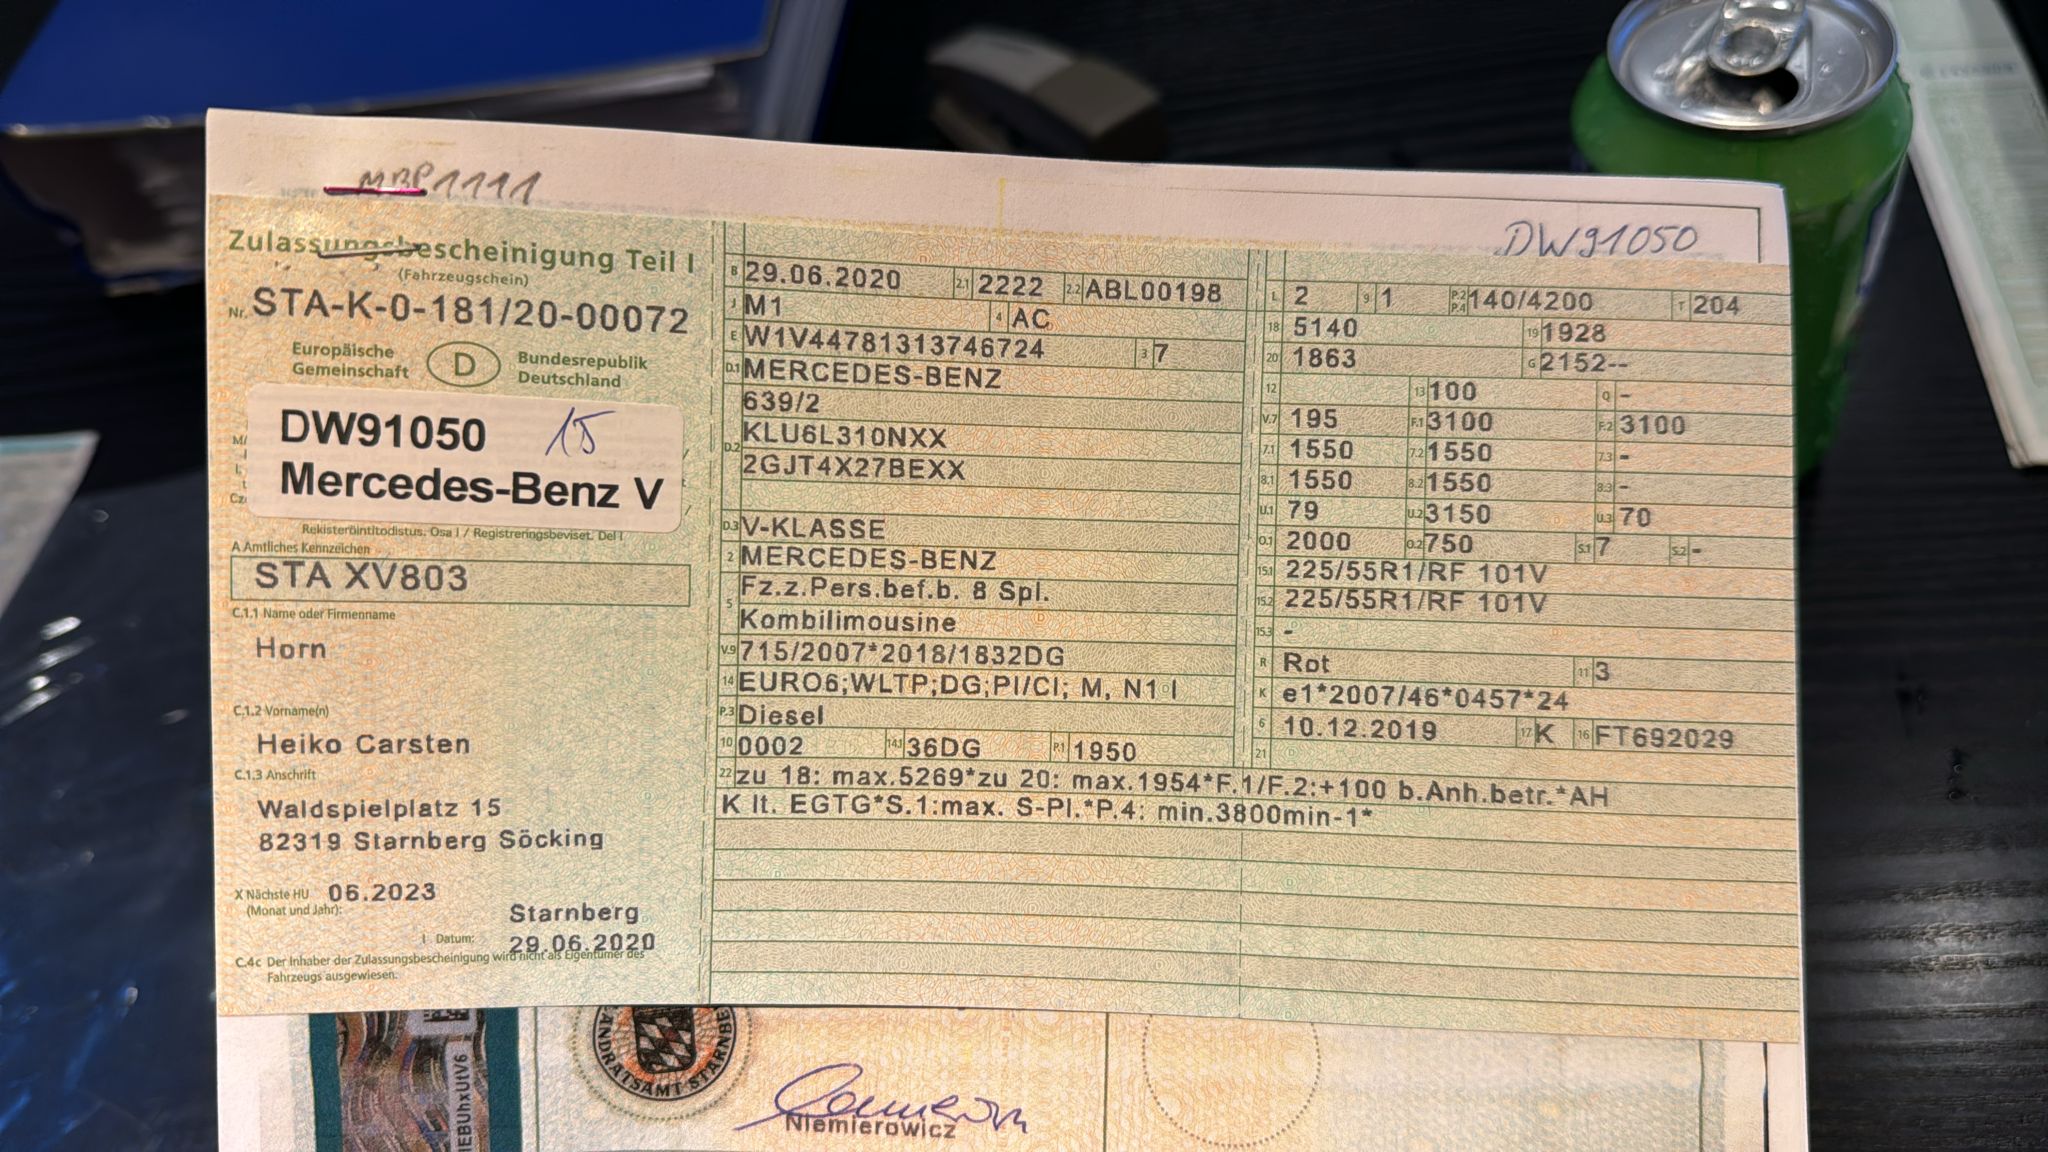 MBP1111
DW91050
Zulassungsbescheinigung Teil I
(Fahrzeugschein)
Nr. STA-K-0-181/20-00072
Europäische Gemeinschaft
D
Bundesrepublik Deutschland
DW91050 15
Mercedes-Benz V
Rekisteröintitodistus. Osa I / Registreringsbeviset. Del I
A Amtliches Kennzeichen
STA XV803
C.1.1 Name oder Firmenname
Horn
C.1.2 Vorname(n)
Heiko Carsten
C.1.3 Anschrift
Waldspielplatz 15
82319 Starnberg Söcking
X Nächste HU 06.2023
(Monat und Jahr):
Starnberg
I Datum: 29.06.2020
C.4c Der Inhaber der Zulassungsbescheinigung wird nicht als Eigentümer des
Fahrzeugs ausgewiesen.
B 29.06.2020 2.1 2222 2.2 ABL00198
J M1 4 AC
E W1V44781313746724 3 7
D.1 MERCEDES-BENZ
639/2
D.2 KLU6L310NXX
2GJT4X27BEXX
D.3 V-KLASSE
2 MERCEDES-BENZ
5 Fz.z.Pers.bef.b. 8 Spl.
Kombilimousine
V.9 715/2007*2018/1832DG
14 EURO6;WLTP;DG;PI/CI; M, N1 I
P.3 Diesel
10 0002 14.1 36DG P.1 1950
L 2 9 1 P.2 P.4 140/4200 T 204
18 5140 19 1928
20 1863 G 2152--
12 13 100 Q -
V.7 195 F.1 3100 F.2 3100
7.1 1550 7.2 1550 7.3 -
8.1 1550 8.2 1550 8.3 -
U.1 79 U.2 3150 U.3 70
O.1 2000 O.2 750 S.1 7 S.2 -
15.1 225/55R1/RF 101V
15.2 225/55R1/RF 101V
15.3 -
R Rot 11 3
K e1*2007/46*0457*24
6 10.12.2019 17 K 16 FT692029
21
22 zu 18: max.5269*zu 20: max.1954*F.1/F.2:+100 b.Anh.betr.*AH
K lt. EGTG*S.1:max. S-Pl.*P.4: min.3800min-1*
LANDRATSAMT STARNBE
Niemierowicz